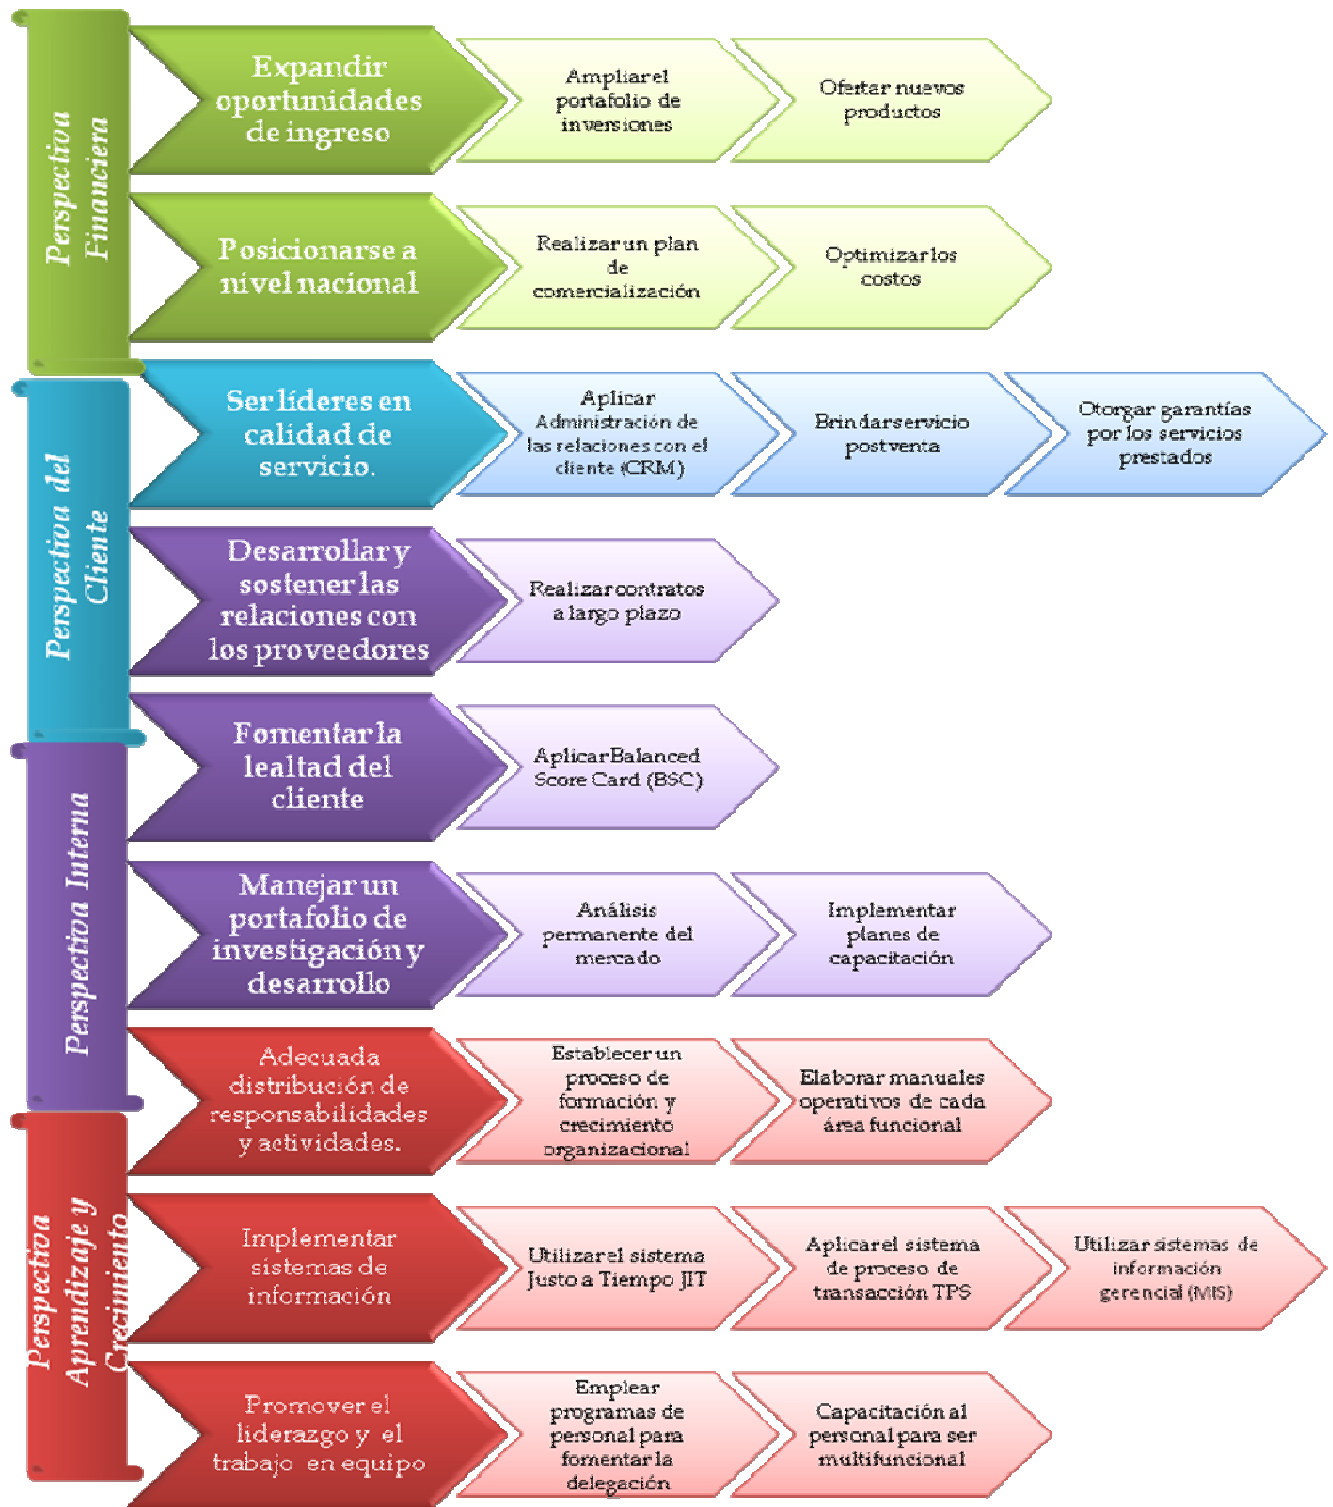 Perspectiva
Financiera
Expandir
oportunidades
de ingreso
Ampliar el
portafolio de
inversiones
Ofertar nuevos
productos
Posicionarse a
nivel nacional
Realizar un plan
de
comercialización
Optimizar los
costos
Perspectiva del
Cliente
Ser líderes en
calidad de
servicio.
Aplicar
Administración de
las relaciones con el
cliente (CRM)
Brindar servicio
postventa
Otorgar garantías
por los servicios
prestados
Desarrollar y
sostener las
relaciones con
los proveedores
Realizar contratos
a largo plazo
Fomentar la
lealtad del
cliente
Aplicar Balanced
Score Card (BSC)
Perspectiva Interna
Manejar un
portafolio de
investigación y
desarrollo
Análisis
permanente del
mercado
Implementar
planes de
capacitación
Adecuada
distribución de
responsabilidades
y actividades.
Establecer un
proceso de
formación y
crecimiento
organizacional
Elaborar manuales
operativos de cada
área funcional
Perspectiva
Aprendizaje y
Crecimiento
Implementar
sistemas de
información
Utilizar el sistema
Justo a Tiempo JIT
Aplicar el sistema
de proceso de
transacción TPS
Utilizar sistemas de
información
gerencial (MIS)
Promover el
liderazgo y el
trabajo en equipo
Emplear
programas de
personal para
fomentar la
delegación
Capacitación al
personal para ser
multifuncional